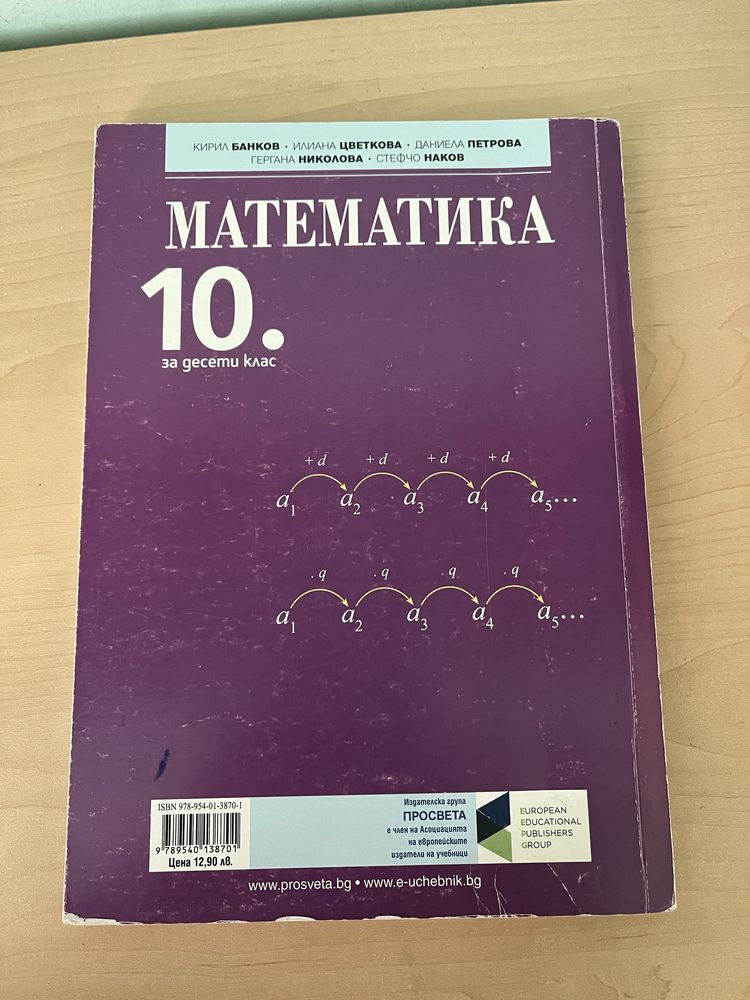 КИРИЛ БАНКОВ · ИЛИАНА ЦВЕТКОВА · ДАНИЕЛА ПЕТРОВА
ГЕРГАНА НИКОЛОВА · СТЕФЧО НАКОВ
МАТЕМАТИКА
10.
за десети клас
+ d + d + d + d
a₁ a₂ a₃ a₄ a₅...
. q . q . q . q
a₁ a₂ a₃ a₄ a₅...
ISBN 978-954-01-3870-1
9 789540 138701
Цена 12,90 лв.
Издателска група
ПРОСВЕТА
е член на Асоциацията
на европейските
издатели на учебници
EUROPEAN
EDUCATIONAL
PUBLISHERS
GROUP
www.prosveta.bg • www.e-uchebnik.bg